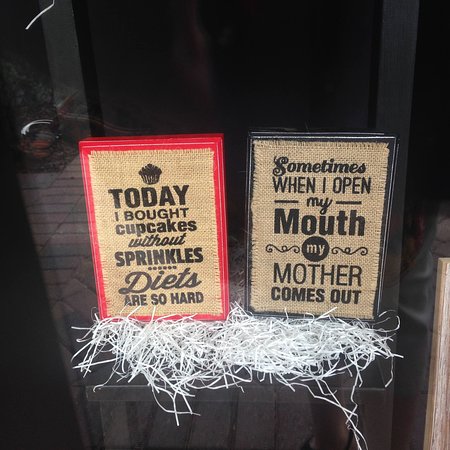 TODAY
I BOUGHT
cupcakes
without
SPRINKLES
Diets
ARE SO HARD
Sometimes
WHEN I OPEN
my
Mouth
my
MOTHER
COMES OUT